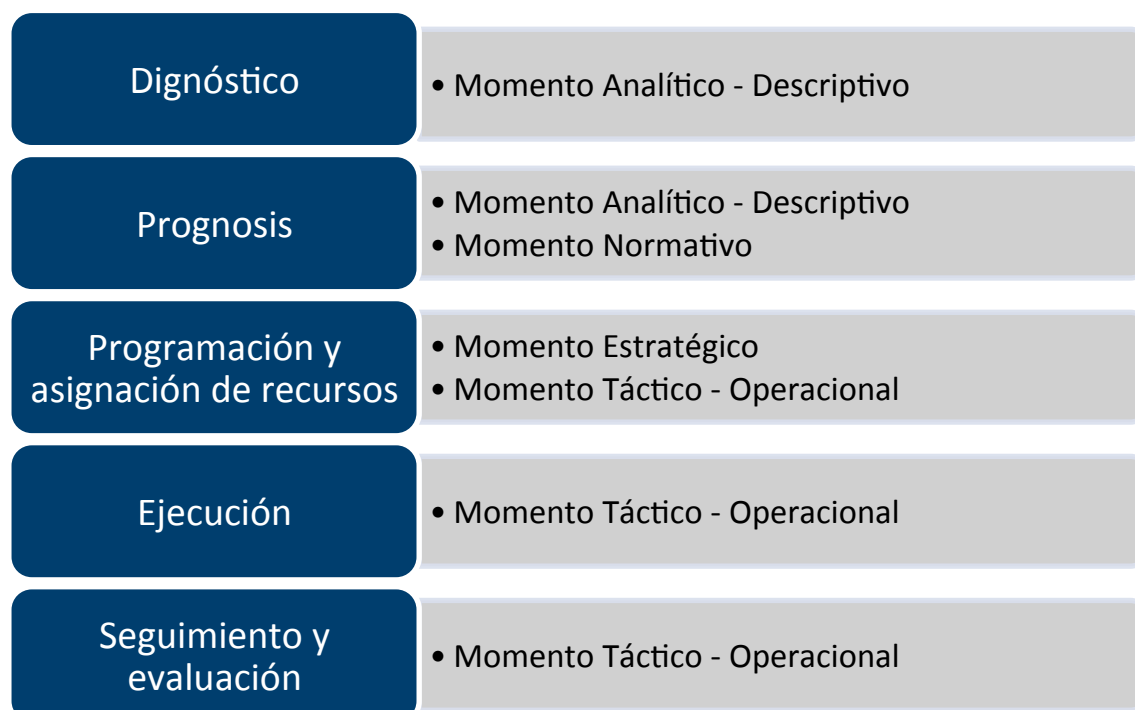 Dignóstico
• Momento Analítico - Descriptivo
Prognosis
• Momento Analítico - Descriptivo
• Momento Normativo
Programación y
asignación de recursos
• Momento Estratégico
• Momento Táctico - Operacional
Ejecución
• Momento Táctico - Operacional
Seguimiento y
evaluación
• Momento Táctico - Operacional